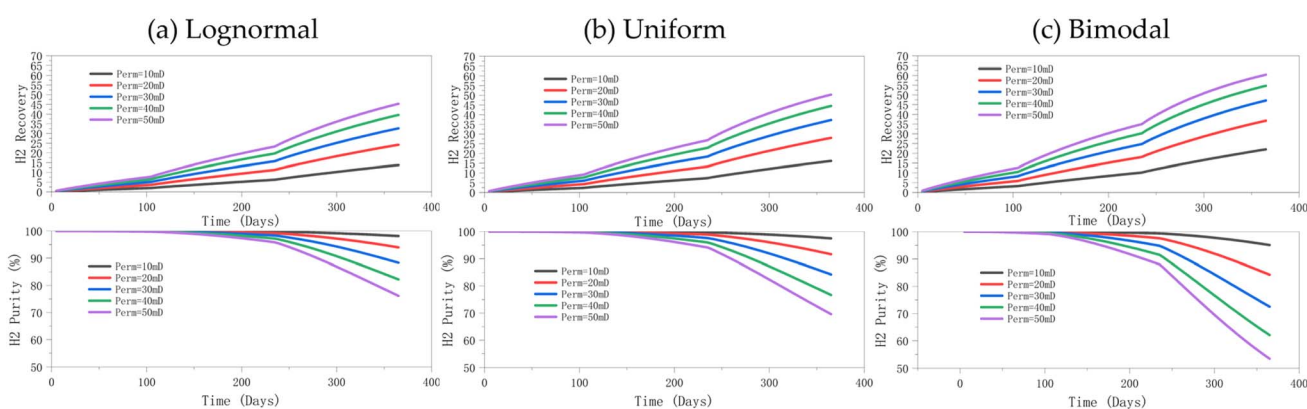 (a) Lognormal
H2 Recovery
70
65
60
55
50
45
40
35
30
25
20
15
10
5
0
Perm=10mD
Perm=20mD
Perm=30mD
Perm=40mD
Perm=50mD
0 100 200 300 400
Time (Days)
H2 Purity (%)
100
90
80
70
60
50
Perm=10mD
Perm=20mD
Perm=30mD
Perm=40mD
Perm=50mD
0 100 200 300 400
Time (Days)
(b) Uniform
H2 Recovery
70
65
60
55
50
45
40
35
30
25
20
15
10
5
0
Perm=10mD
Perm=20mD
Perm=30mD
Perm=40mD
Perm=50mD
0 100 200 300 400
Time (Days)
H2 Purity (%)
100
90
80
70
60
50
Perm=10mD
Perm=20mD
Perm=30mD
Perm=40mD
Perm=50mD
0 100 200 300 400
Time (Days)
(c) Bimodal
H2 Recovery
70
65
60
55
50
45
40
35
30
25
20
15
10
5
0
Perm=10mD
Perm=20mD
Perm=30mD
Perm=40mD
Perm=50mD
0 100 200 300 400
Time (Days)
H2 Purity (%)
100
90
80
70
60
50
Perm=10mD
Perm=20mD
Perm=30mD
Perm=40mD
Perm=50mD
0 100 200 300 400
Time (Days)